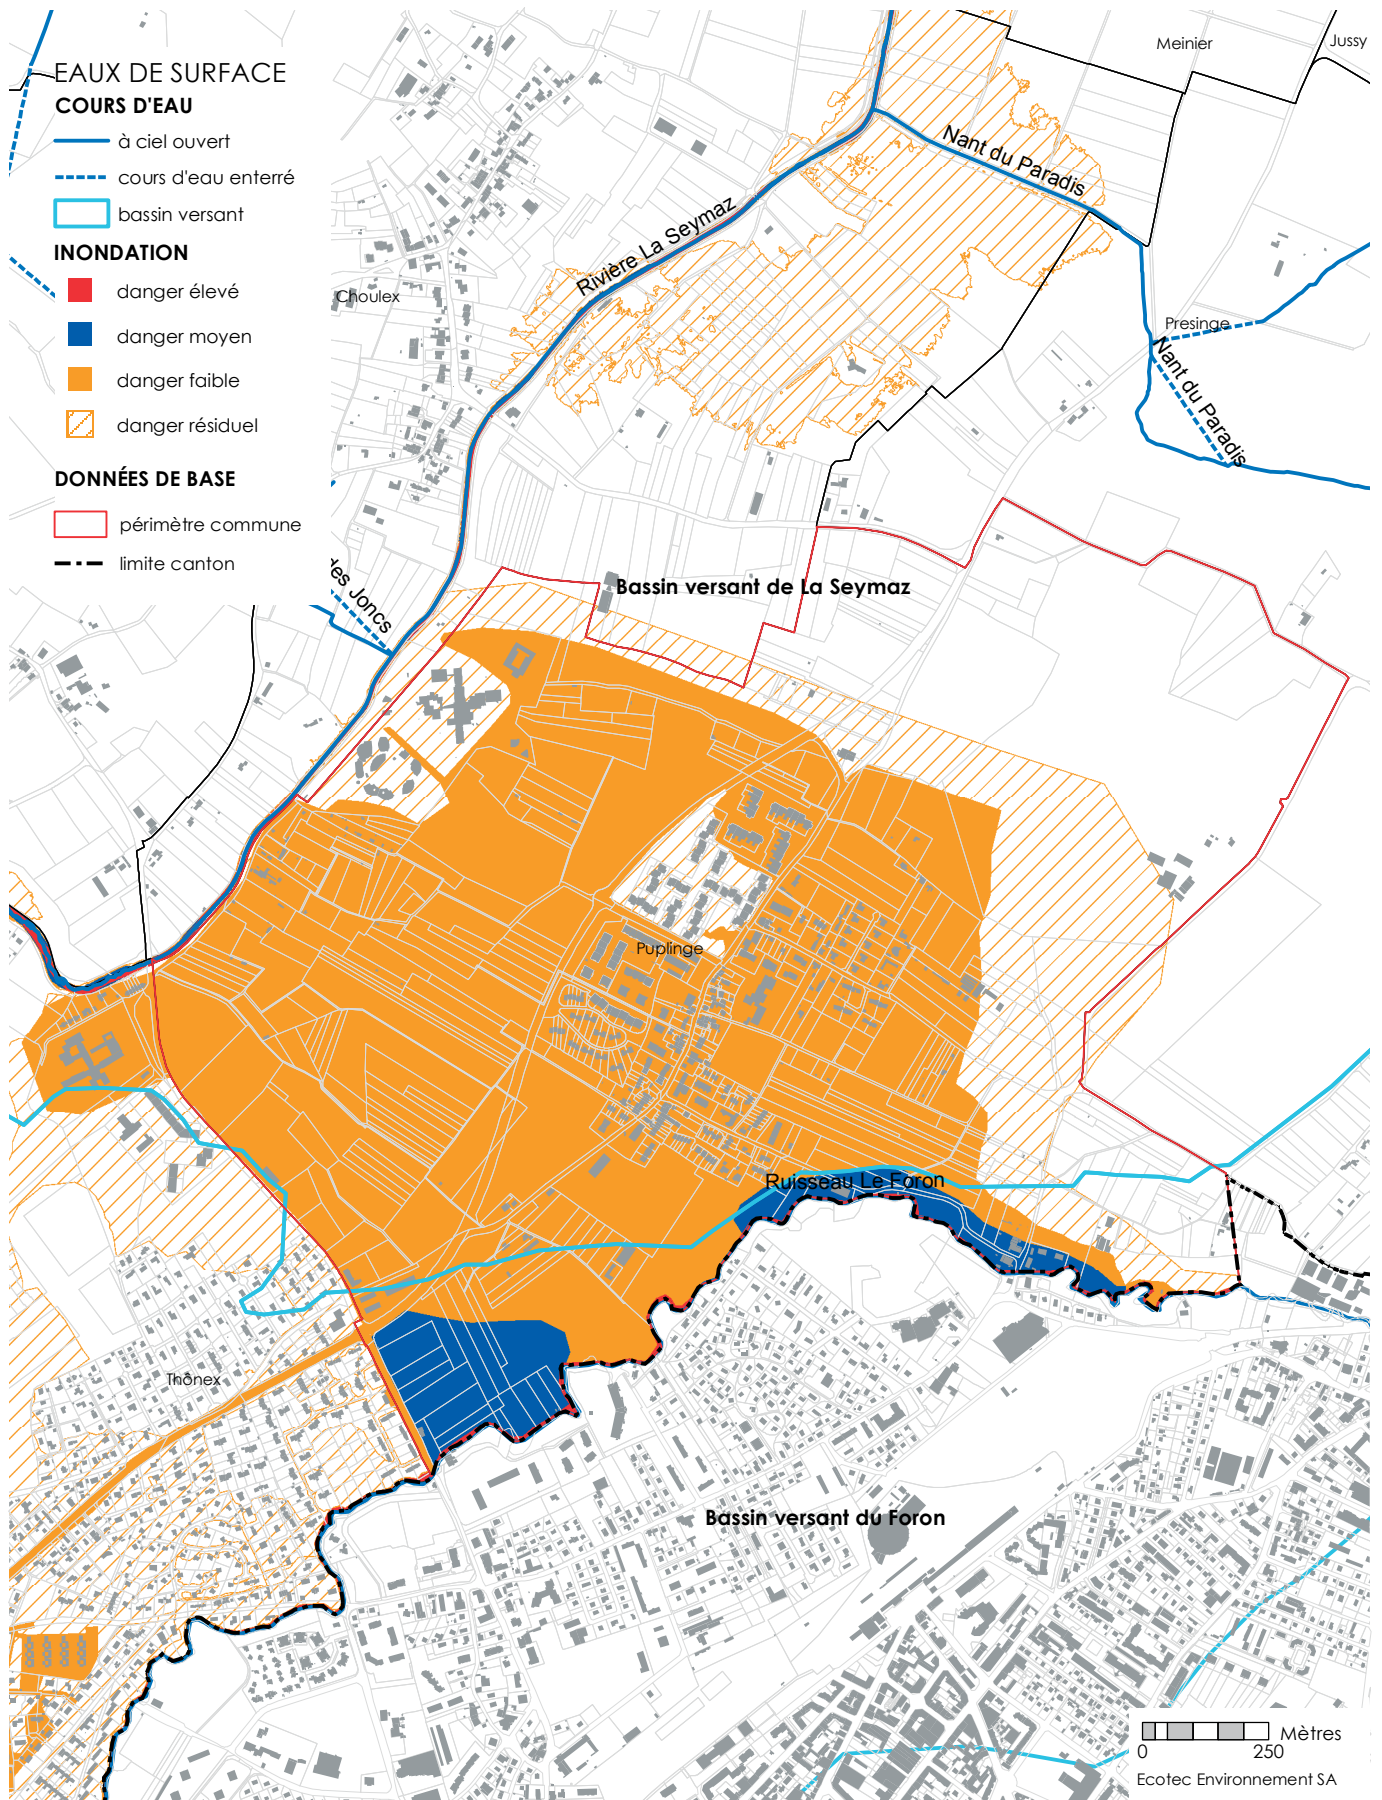 EAUX DE SURFACE
COURS D'EAU
à ciel ouvert
cours d'eau enterré
bassin versant
INONDATION
danger élevé
danger moyen
danger faible
danger résiduel
DONNÉES DE BASE
périmètre commune
limite canton
Meinier
Jussy
Nant du Paradis
Rivière La Seymaz
Choulex
Presinge
Nant du Paradis
des Joncs
Bassin versant de La Seymaz
Puplinge
Ruisseau Le Foron
Thônex
Bassin versant du Foron
Mètres
0 250
Ecotec Environnement SA